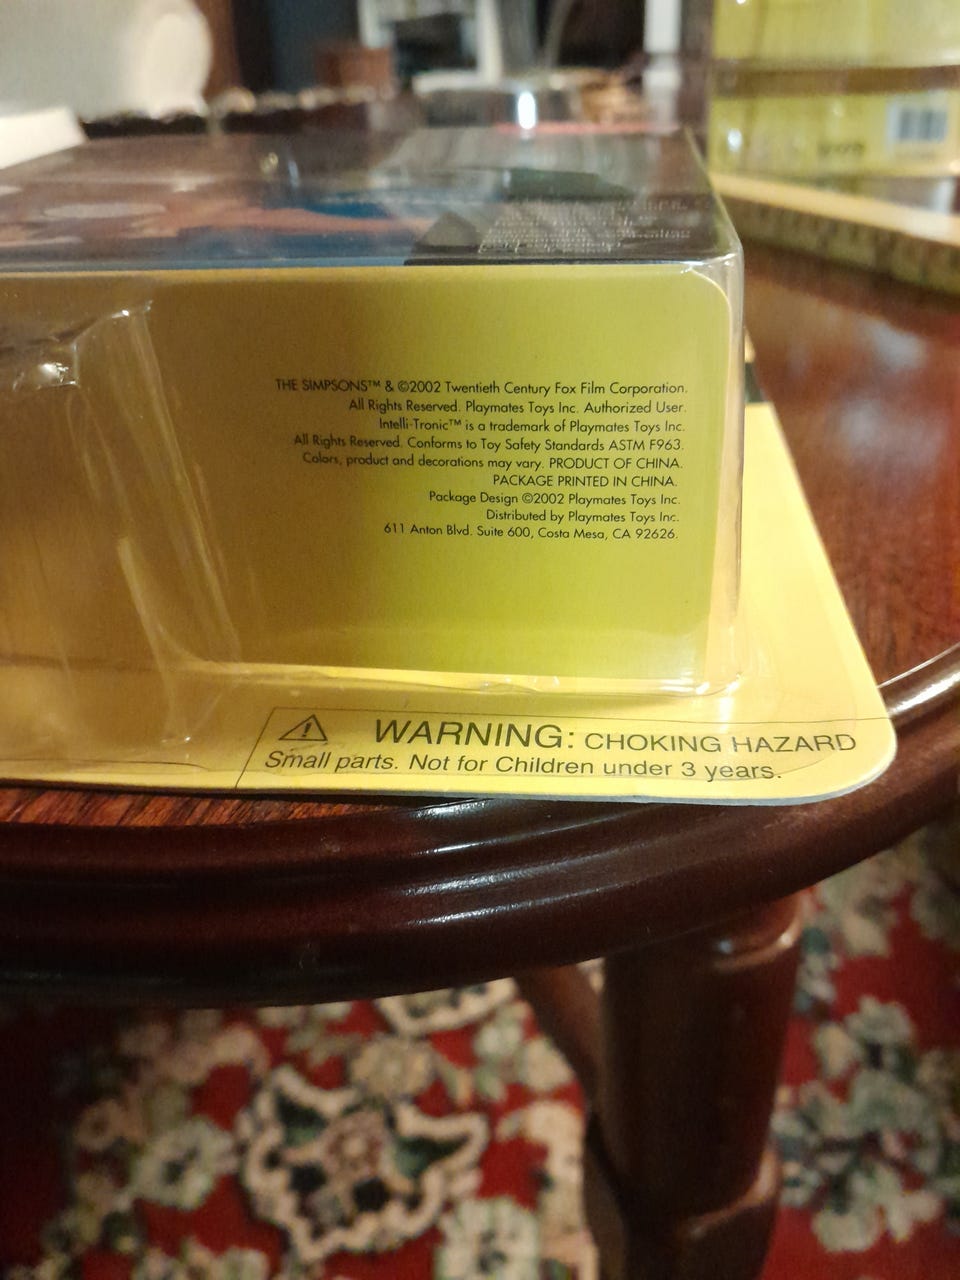 THE SIMPSONS™ & ©2002 Twentieth Century Fox Film Corporation.
All Rights Reserved. Playmates Toys Inc. Authorized User.
Intelli-Tronic™ is a trademark of Playmates Toys Inc.
All Rights Reserved. Conforms to Toy Safety Standards ASTM F963.
Colors, product and decorations may vary. PRODUCT OF CHINA.
PACKAGE PRINTED IN CHINA.
Package Design ©2002 Playmates Toys Inc.
Distributed by Playmates Toys Inc.
611 Anton Blvd. Suite 600, Costa Mesa, CA 92626.
WARNING: CHOKING HAZARD
Small parts. Not for Children under 3 years.